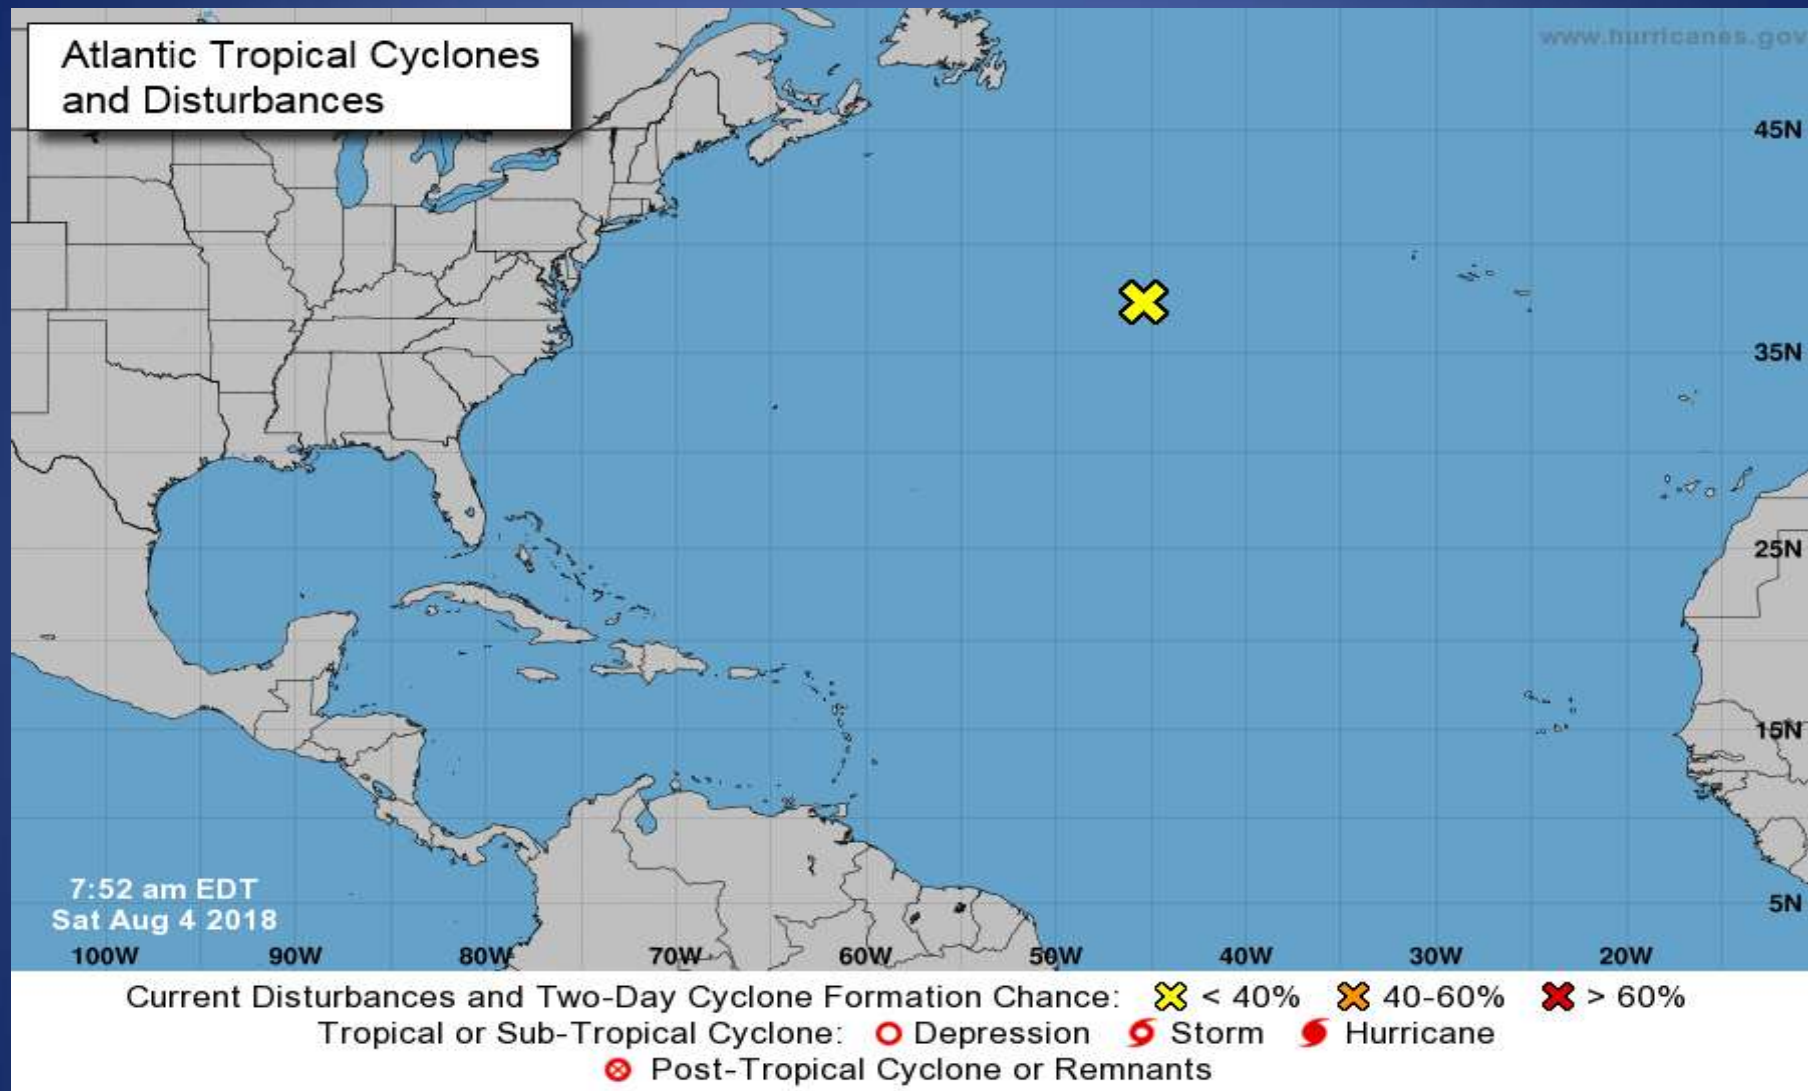 Atlantic Tropical Cyclones
and Disturbances
www.hurricanes.gov
45N
35N
25N
15N
5N
7:52 am EDT
Sat Aug 4 2018
100W 90W 80W 70W 60W 50W 40W 30W 20W
Current Disturbances and Two-Day Cyclone Formation Chance: < 40% 40-60% > 60%
Tropical or Sub-Tropical Cyclone: Depression Storm Hurricane
Post-Tropical Cyclone or Remnants